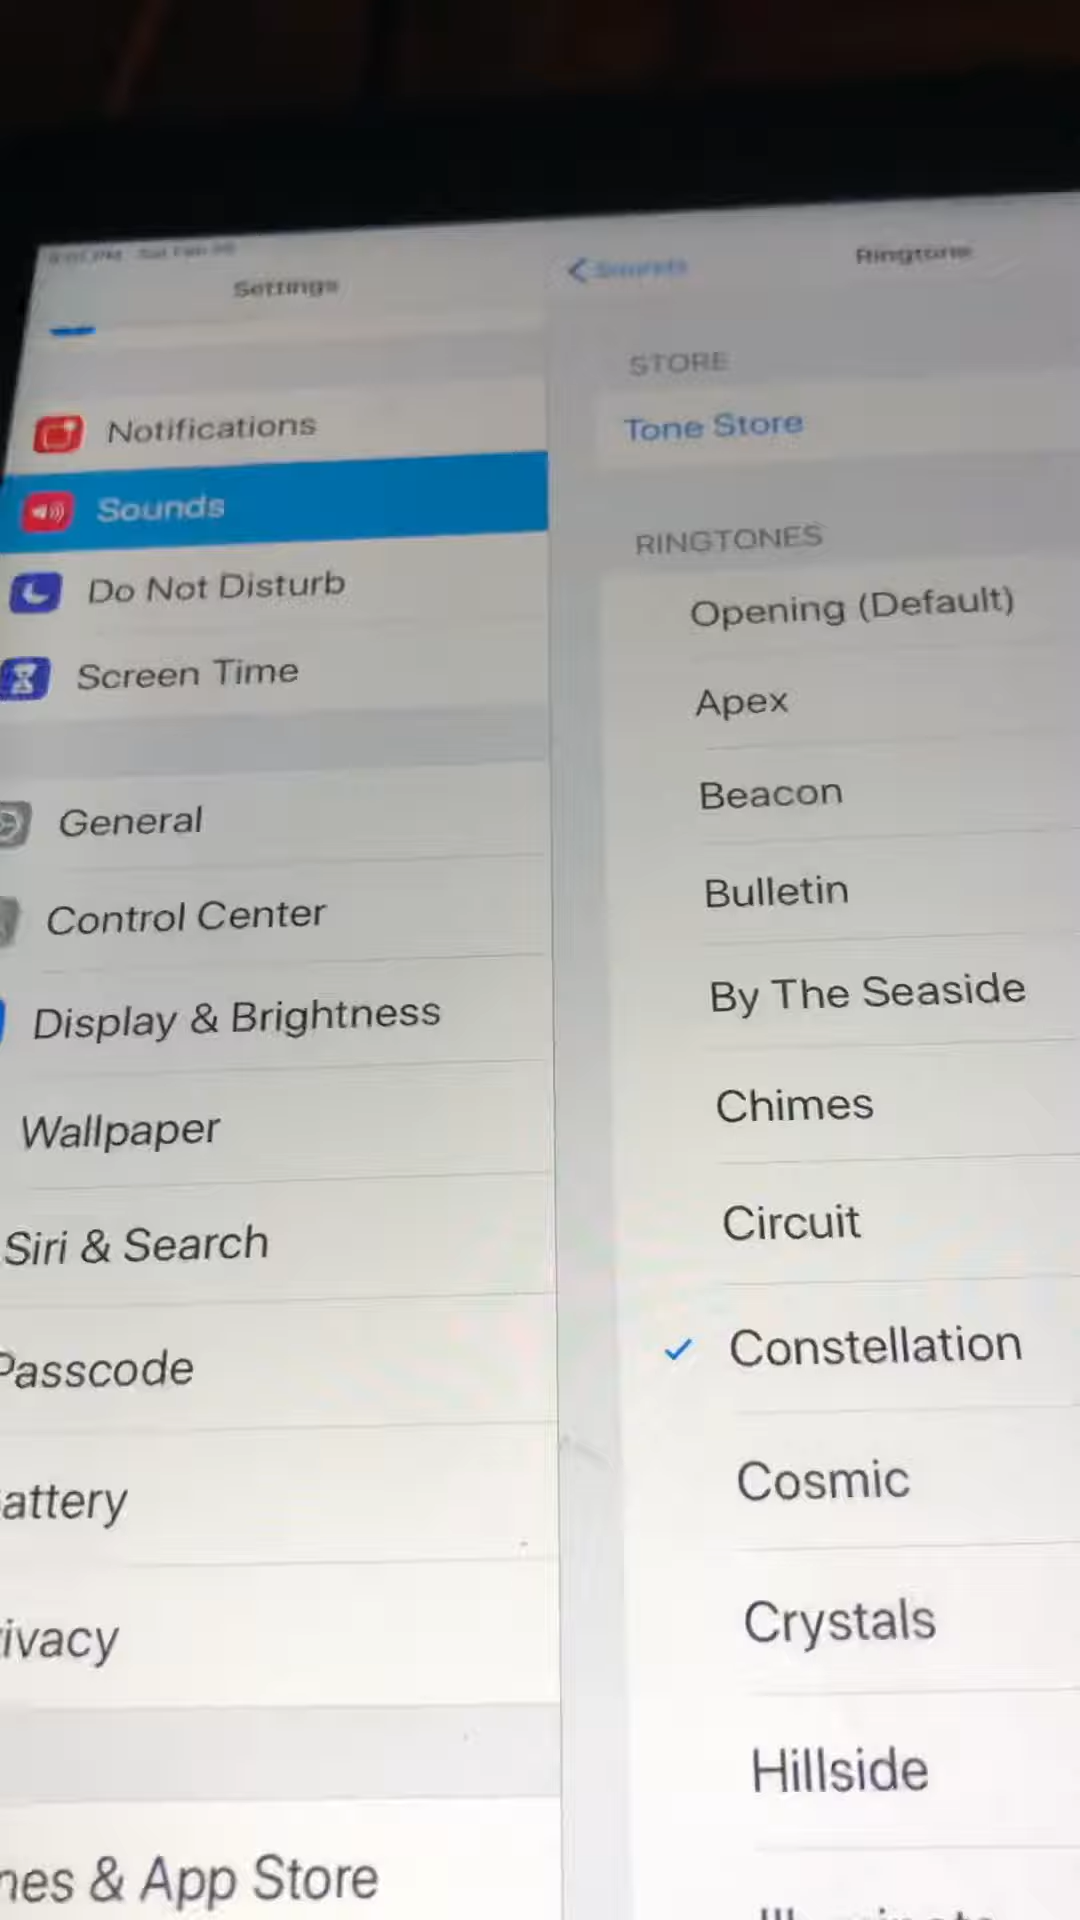 Settings
Notifications
Sounds
Do Not Disturb
Screen Time
General
Control Center
Display & Brightness
Wallpaper
Siri & Search
Passcode
attery
ivacy
nes & App Store
Sounds
Ringtone
STORE
Tone Store
RINGTONES
Opening (Default)
Apex
Beacon
Bulletin
By The Seaside
Chimes
Circuit
Constellation
Cosmic
Crystals
Hillside